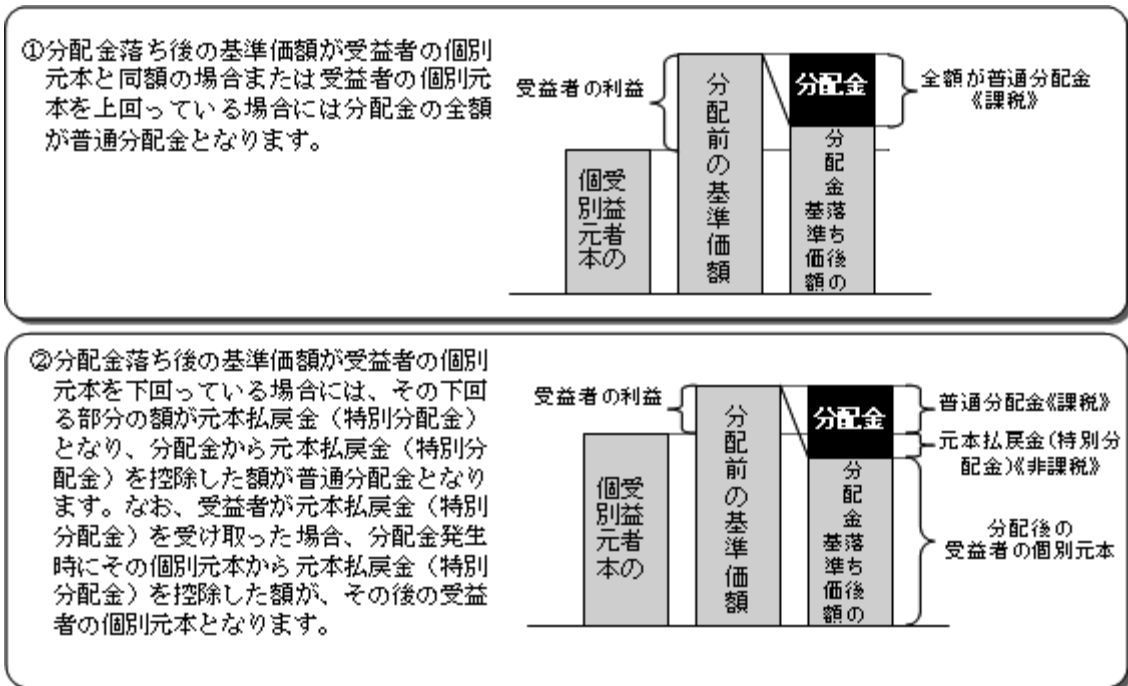 ①分配金落ち後の基準価額が受益者の個別
元本と同額の場合または受益者の個別元
本を上回っている場合には分配金の全額
が普通分配金となります。
受益者の利益
個別元本
受益者の
分配前の基準価額
分配金
分配金
基準価額
落ち後の
全額が普通分配金
《課税》
②分配金落ち後の基準価額が受益者の個別
元本を下回っている場合には、その下回
る部分の額が元本払戻金（特別分配金）
となり、分配金から元本払戻金（特別分
配金）を控除した額が普通分配金となり
ます。なお、受益者が元本払戻金（特別
分配金）を受け取った場合、分配金発生
時にその個別元本から元本払戻金（特別
分配金）を控除した額が、その後の受益
者の個別元本となります。
受益者の利益
受益者の
個別元本
分配前の基準価額
分配金
分配金
落ち後の
基準価額
普通分配金《課税》
元本払戻金(特別分
配金)《非課税》
分配後の
受益者の個別元本